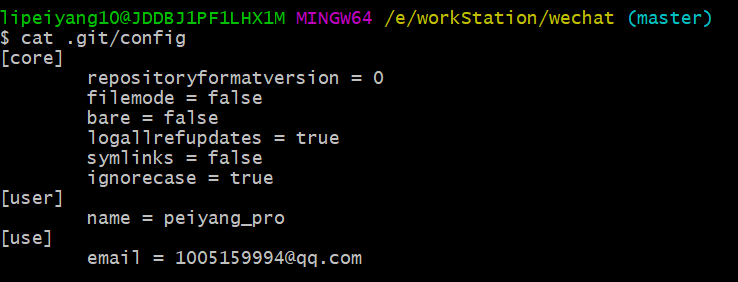 lipeiyang10@JDDBJ1PF1LHX1M MINGW64 /e/workStation/wechat (master)
$ cat .git/config
[core]
        repositoryformatversion = 0
        filemode = false
        bare = false
        logallrefupdates = true
        symlinks = false
        ignorecase = true
[user]
        name = peiyang_pro
[use]
        email = 1005159994@qq.com